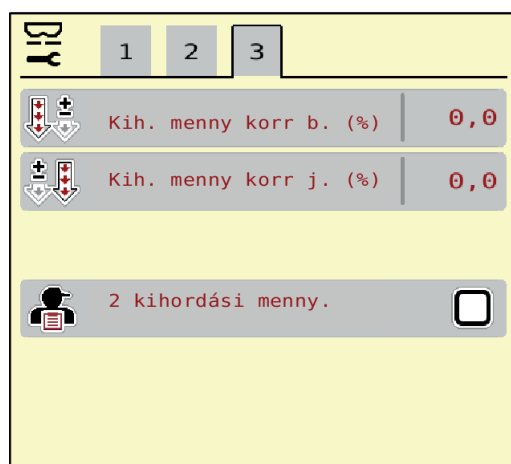 1 2 3
Kih. menny korr b. (%) 0,0
Kih. menny korr j. (%) 0,0
2 kihordási menny.